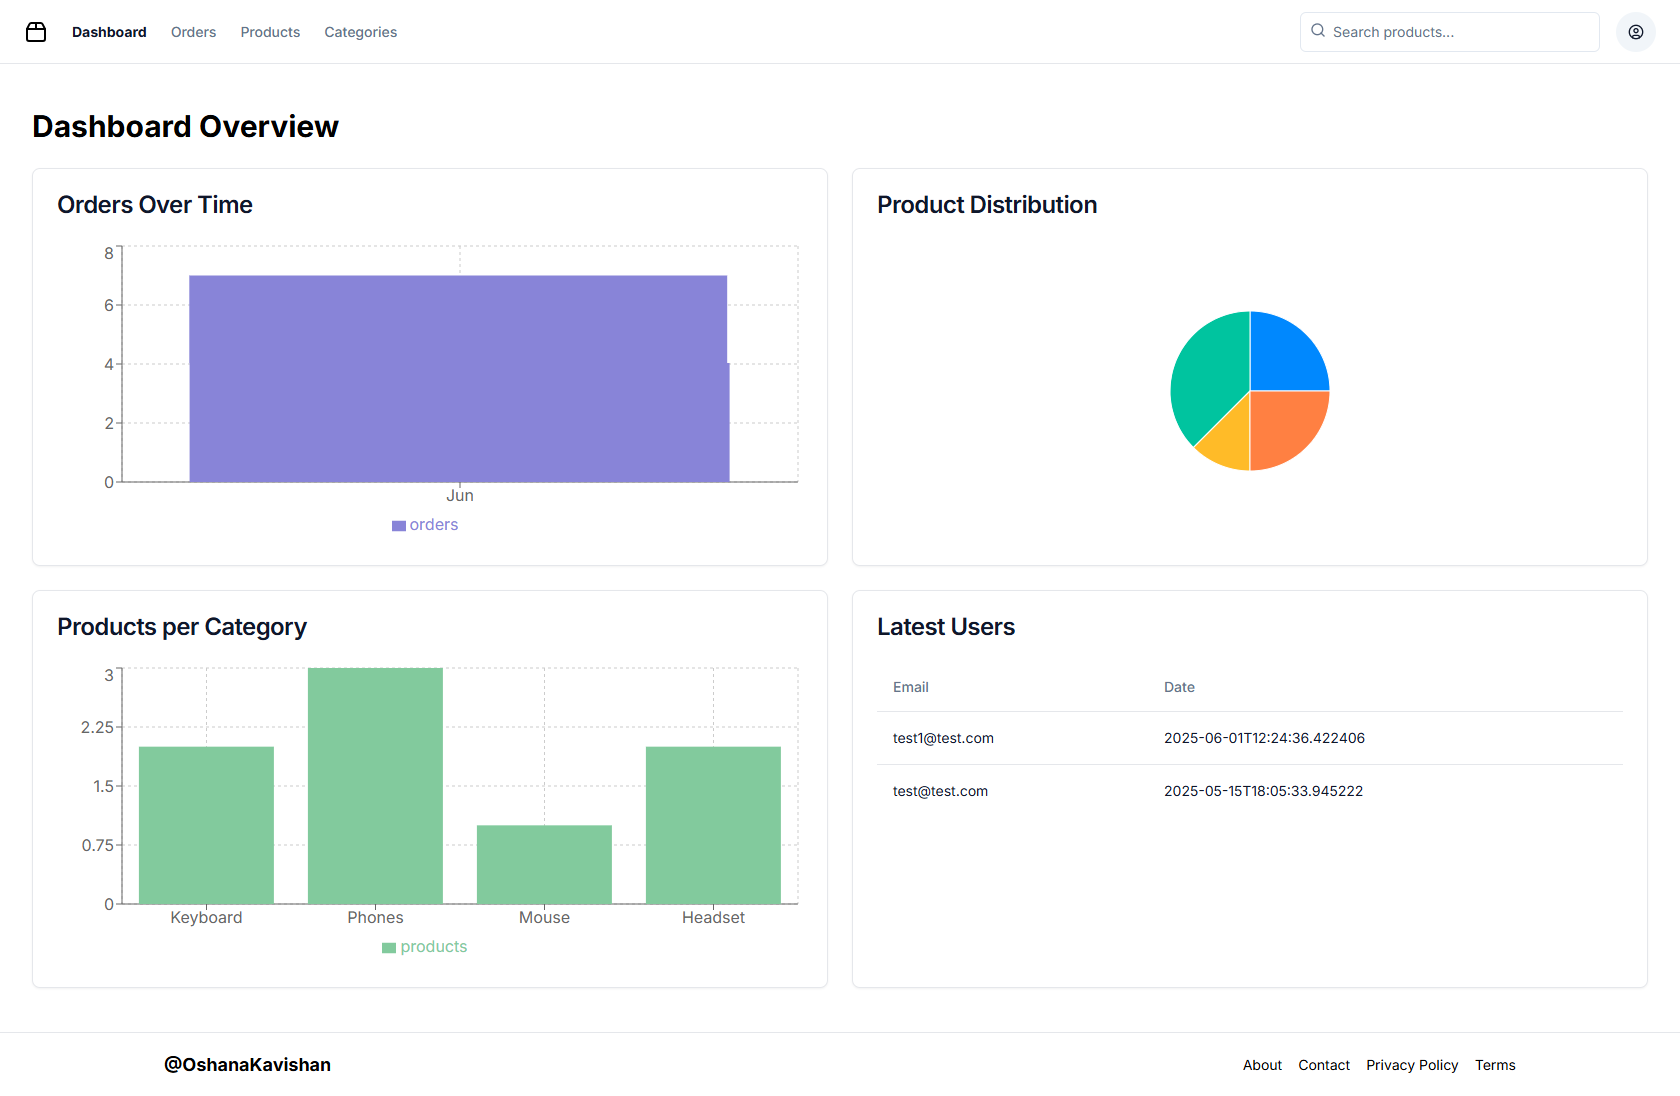 Dashboard Orders Products Categories Search products...
Dashboard Overview
Orders Over Time
8
6
4
2
0
Jun
orders
Product Distribution
Products per Category
3
2.25
1.5
0.75
0
Keyboard Phones Mouse Headset
products
Latest Users
Email Date
test1@test.com 2025-06-01T12:24:36.422406
test@test.com 2025-05-15T18:05:33.945222
@OshanaKavishan About Contact Privacy Policy Terms